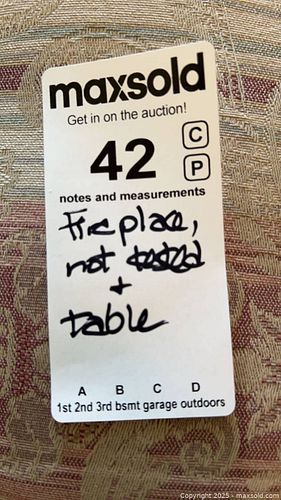 maxsold
Get in on the auction!
42
C
P
notes and measurements
Fireplace,
not tested
+
table
A B C D
1st 2nd 3rd bsmt garage outdoors
Copyright © 2025 - maxsold.com